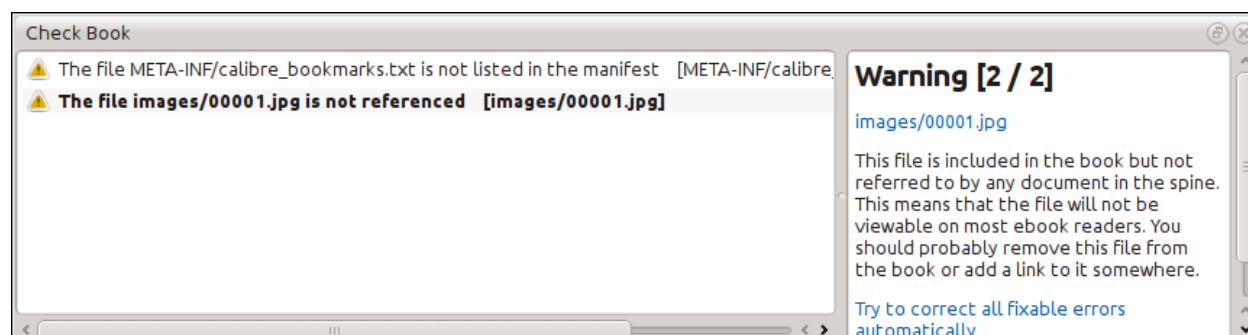 Check Book
The file META-INF/calibre_bookmarks.txt is not listed in the manifest [META-INF/calibre_
The file images/00001.jpg is not referenced [images/00001.jpg]
Warning [2 / 2]
images/00001.jpg
This file is included in the book but not
referred to by any document in the spine.
This means that the file will not be
viewable on most ebook readers. You
should probably remove this file from
the book or add a link to it somewhere.
Try to correct all fixable errors
automatically